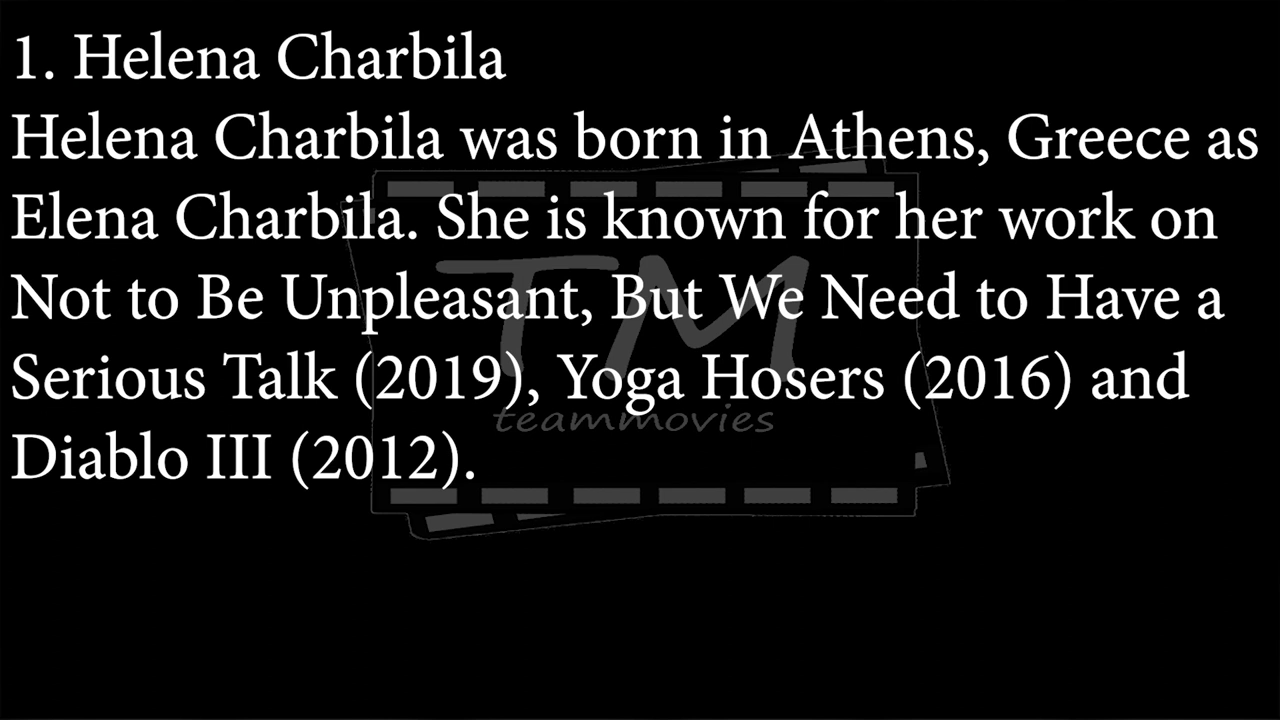 1. Helena Charbila
Helena Charbila was born in Athens, Greece as
Elena Charbila. She is known for her work on
Not to Be Unpleasant, But We Need to Have a
Serious Talk (2019), Yoga Hosers (2016) and
Diablo III (2012).
TM
teammovies